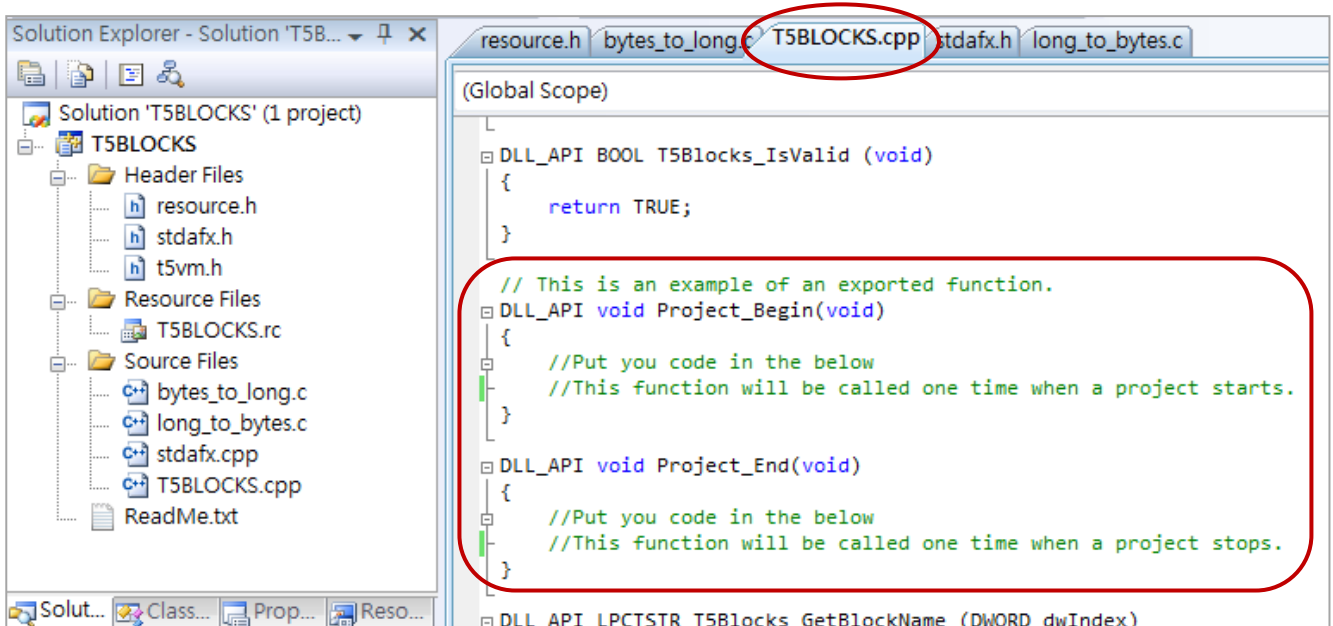 Solution Explorer - Solution 'T5B...
Solution 'T5BLOCKS' (1 project)
T5BLOCKS
Header Files
resource.h
stdafx.h
t5vm.h
Resource Files
T5BLOCKS.rc
Source Files
bytes_to_long.c
long_to_bytes.c
stdafx.cpp
T5BLOCKS.cpp
ReadMe.txt
Solut... Class... Prop... Reso...
resource.h bytes_to_long.c T5BLOCKS.cpp stdafx.h long_to_bytes.c
(Global Scope)
DLL_API BOOL T5Blocks_IsValid (void)
{
return TRUE;
}
// This is an example of an exported function.
DLL_API void Project_Begin(void)
{
//Put you code in the below
//This function will be called one time when a project starts.
}
DLL_API void Project_End(void)
{
//Put you code in the below
//This function will be called one time when a project stops.
}
DLL_API LPCTSTR T5Blocks_GetBlockName (DWORD dwIndex)